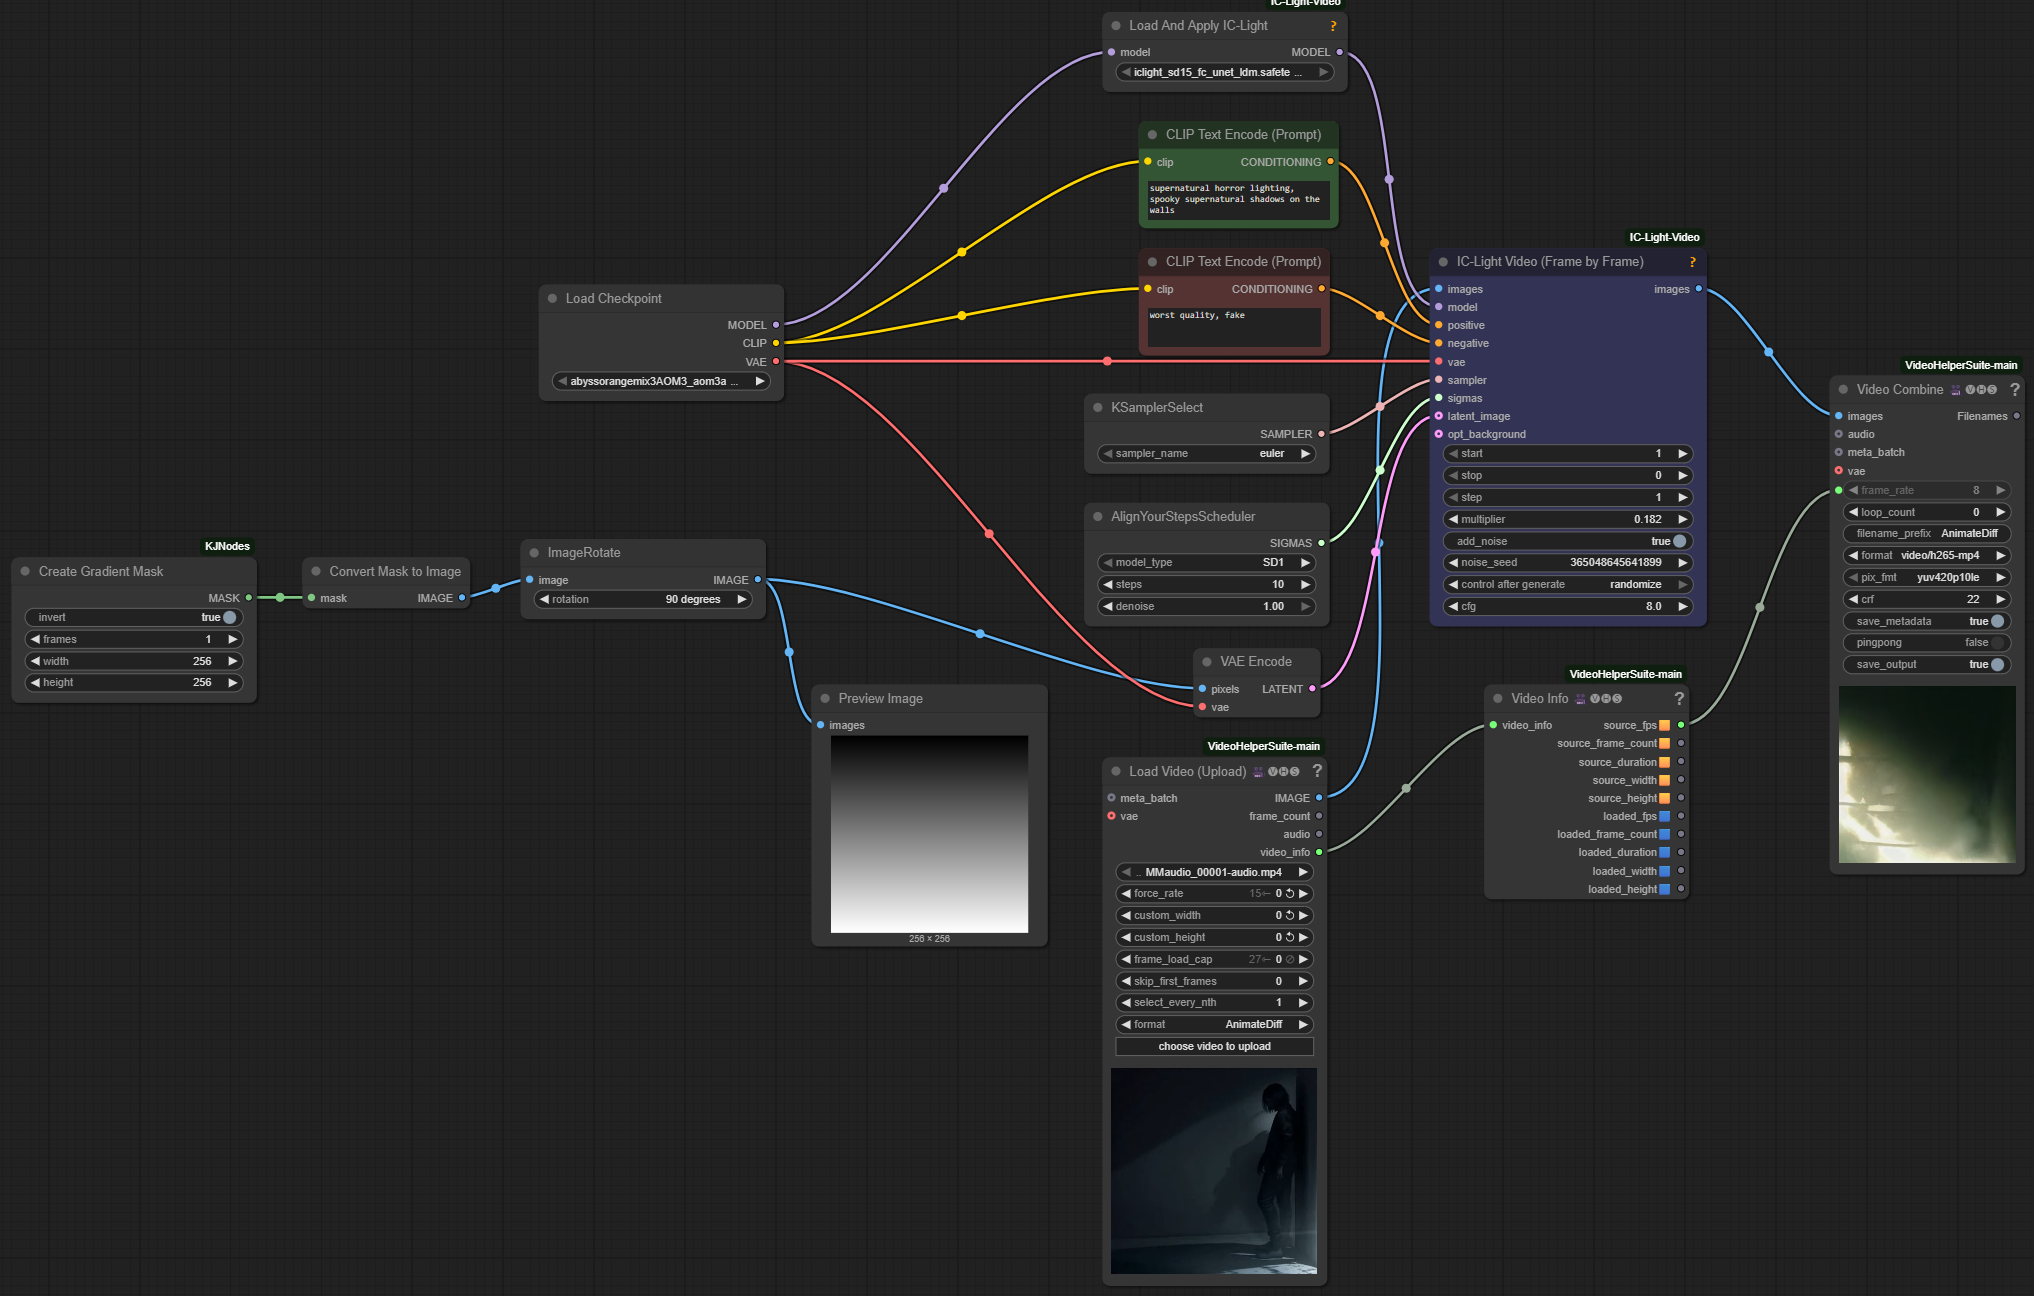 IC-Light-Video
Load And Apply IC-Light ?
model MODEL
iclight_sd15_fc_unet_ldm.safete ...
CLIP Text Encode (Prompt)
clip CONDITIONING
supernatural horror lighting,
spooky supernatural shadows on the
walls
CLIP Text Encode (Prompt)
clip CONDITIONING
worst quality, fake
Load Checkpoint
MODEL
CLIP
VAE
abyssorangemix3AOM3_aom3a ...
KSamplerSelect
SAMPLER
sampler_name euler
AlignYourStepsScheduler
SIGMAS
model_type SD1
steps 10
denoise 1.00
IC-Light-Video
IC-Light Video (Frame by Frame) ?
images images
model
positive
negative
vae
sampler
sigmas
latent_image
opt_background
start 1
stop 0
step 1
multiplier 0.182
add_noise true
noise_seed 365048645641899
control after generate randomize
cfg 8.0
VideoHelperSuite-main
Video Combine VHS ?
images Filenames
audio
meta_batch
vae
frame_rate 8
loop_count 0
filename_prefix AnimateDiff
format video/h265-mp4
pix_fmt yuv420p10le
crf 22
save_metadata true
pingpong false
save_output true
KJNodes
Create Gradient Mask
MASK
invert true
frames 1
width 256
height 256
Convert Mask to Image
mask IMAGE
ImageRotate
image IMAGE
rotation 90 degrees
Preview Image
images
256 × 256
VAE Encode
pixels LATENT
vae
VideoHelperSuite-main
Load Video (Upload) VHS ?
meta_batch IMAGE
vae frame_count
audio
video_info
.. MMaudio_00001-audio.mp4
force_rate 15← 0
custom_width 0
custom_height 0
frame_load_cap 27← 0
skip_first_frames 0
select_every_nth 1
format AnimateDiff
choose video to upload
VideoHelperSuite-main
Video Info VHS ?
video_info source_fps
source_frame_count
source_duration
source_width
source_height
loaded_fps
loaded_frame_count
loaded_duration
loaded_width
loaded_height